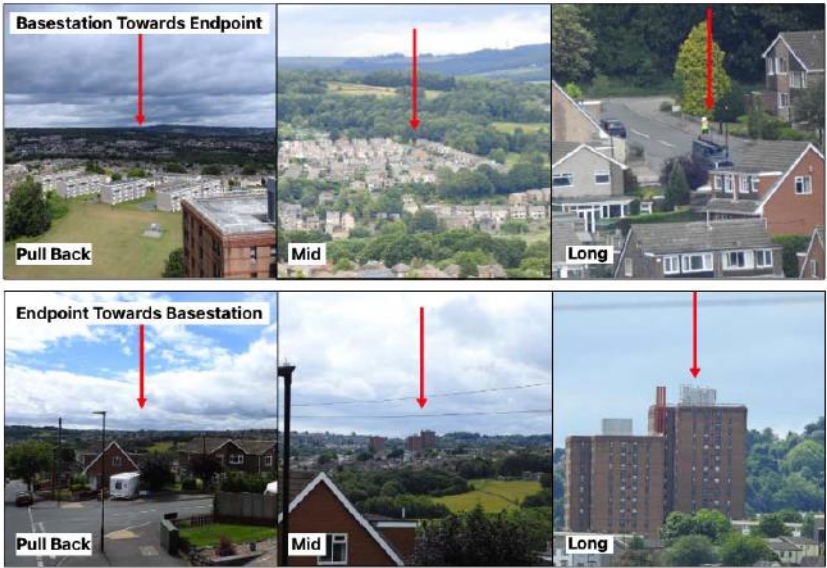 Basestation Towards Endpoint
Pull Back
Mid
Long
Endpoint Towards Basestation
Pull Back
Mid
Long